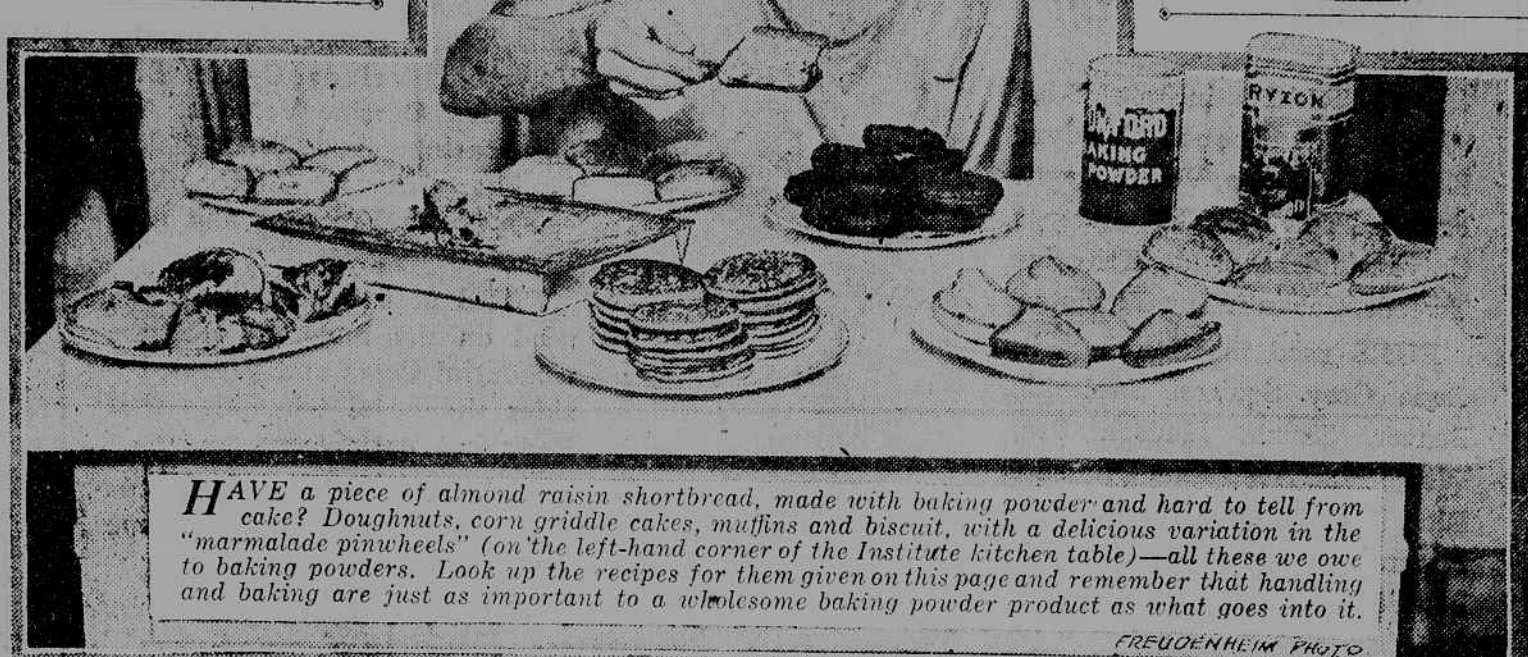 RYZON
UMFORD
AKING
POWDER
HAVE a piece of almond raisin shortbread, made with baking powder and hard to tell from
cake? Doughnuts, corn griddle cakes, muffins and biscuit, with a delicious variation in the
"marmalade pinwheels" (on the left-hand corner of the Institute kitchen table)—all these we owe
to baking powders. Look up the recipes for them given on this page and remember that handling
and baking are just as important to a wholesome baking powder product as what goes into it.
FREUDENHEIM PHOTO